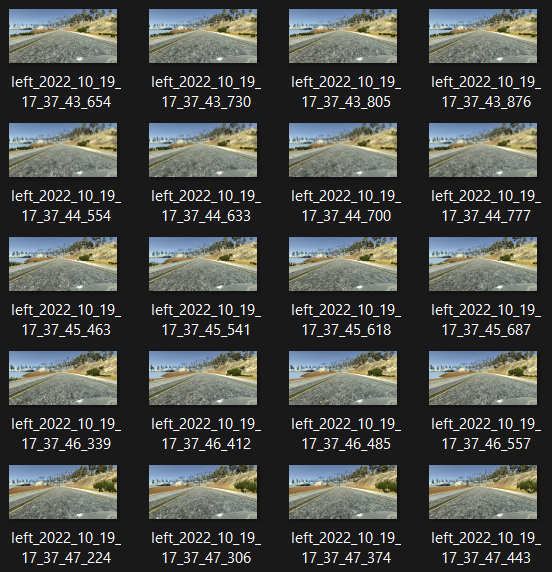 left_2022_10_19_
17_37_43_654
left_2022_10_19_
17_37_43_730
left_2022_10_19_
17_37_43_805
left_2022_10_19_
17_37_43_876
left_2022_10_19_
17_37_44_554
left_2022_10_19_
17_37_44_633
left_2022_10_19_
17_37_44_700
left_2022_10_19_
17_37_44_777
left_2022_10_19_
17_37_45_463
left_2022_10_19_
17_37_45_541
left_2022_10_19_
17_37_45_618
left_2022_10_19_
17_37_45_687
left_2022_10_19_
17_37_46_339
left_2022_10_19_
17_37_46_412
left_2022_10_19_
17_37_46_485
left_2022_10_19_
17_37_46_557
left_2022_10_19_
17_37_47_224
left_2022_10_19_
17_37_47_306
left_2022_10_19_
17_37_47_374
left_2022_10_19_
17_37_47_443